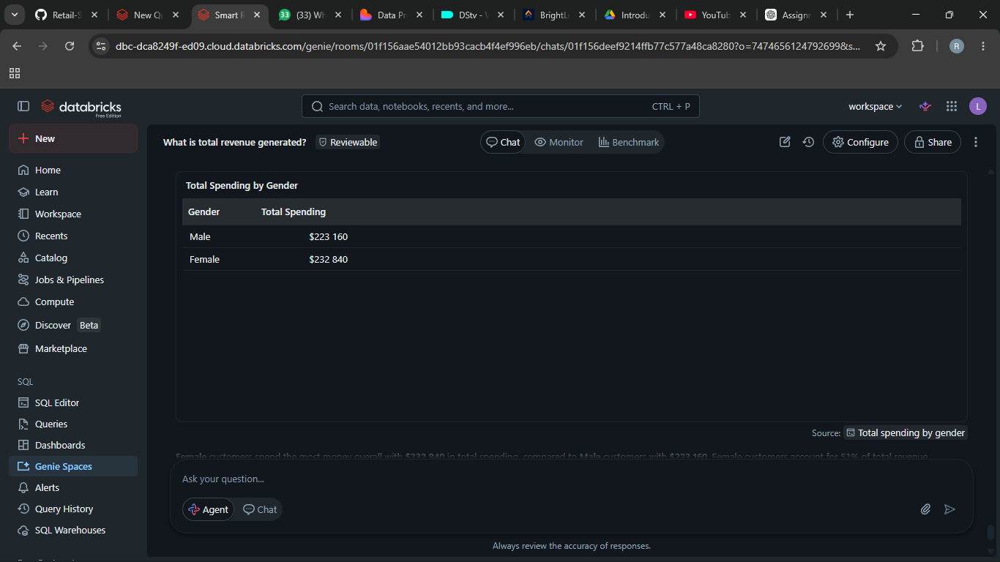 Retail-S
New Qu
Smart R
(33) Wh
Data Pr
DStv - V
BrightLe
Introdu
YouTub
Assignm
dbc-dca8249f-ed09.cloud.databricks.com/genie/rooms/01f156aae54012bb93cacb4f4ef996eb/chats/01f156deef9214ffb77c577a48ca8280?o=7474656124792699&s...
R
databricks
Free Edition
Search data, notebooks, recents, and more...
CTRL + P
workspace
L
New
What is total revenue generated?
Reviewable
Chat
Monitor
Benchmark
Configure
Share
Home
Learn
Workspace
Recents
Catalog
Jobs & Pipelines
Compute
Discover Beta
Marketplace
SQL
SQL Editor
Queries
Dashboards
Genie Spaces
Alerts
Query History
SQL Warehouses
Total Spending by Gender
Gender Total Spending
Male $223 160
Female $232 840
Source: Total spending by gender
Female customers spend the most money overall with $232 840 in total spending, compared to Male customers with $223 160. Female customers account for 51% of total revenue
Ask your question...
Agent
Chat
Always review the accuracy of responses.